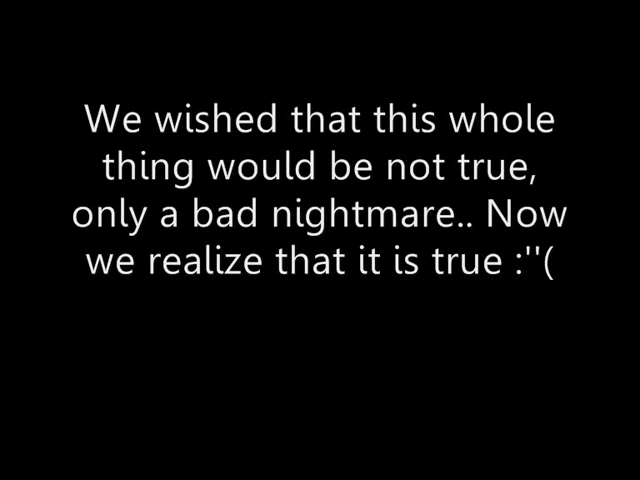 We wished that this whole
thing would be not true,
only a bad nightmare.. Now
we realize that it is true :''(